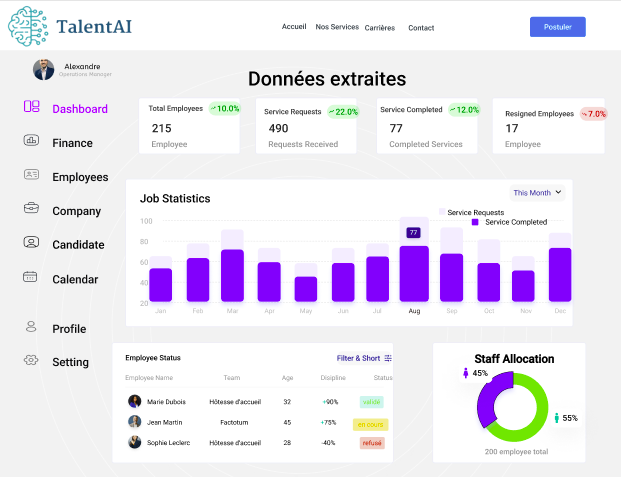 TalentAI
Accueil Nos Services Carrières Contact
Postuler
Alexandre
Operations Manager
Données extraites
Dashboard
Finance
Employees
Company
Candidate
Calendar
Profile
Setting
Total Employees 10.0%
215
Employee
Service Requests 22.0%
490
Requests Received
Service Completed 12.0%
77
Completed Services
Resigned Employees 7.0%
17
Employee
Job Statistics
This Month
Service Requests
Service Completed
100
80
60
40
20
77
Jan Feb Mar Apr May Jun Jul Aug Sep Oct Nov Dec
Employee Status
Filter & Short
Employee Name Team Age Disipline Status
Marie Dubois Hôtesse d'accueil 32 +90% validé
Jean Martin Factotum 45 +75% en cours
Sophie Leclerc Hôtesse d'accueil 28 -40% refusé
Staff Allocation
45%
55%
200 employee total